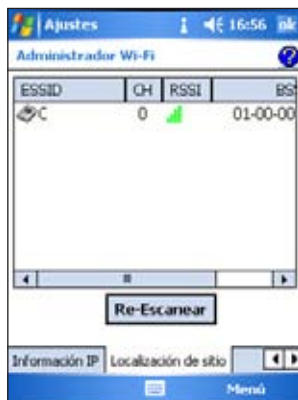 Ajustes 16:56 ok
Administrador Wi-Fi ?
ESSID CH RSSI BS
C 0 01-00-00
Re-Escanear
Información IP Localización de sitio
Menú